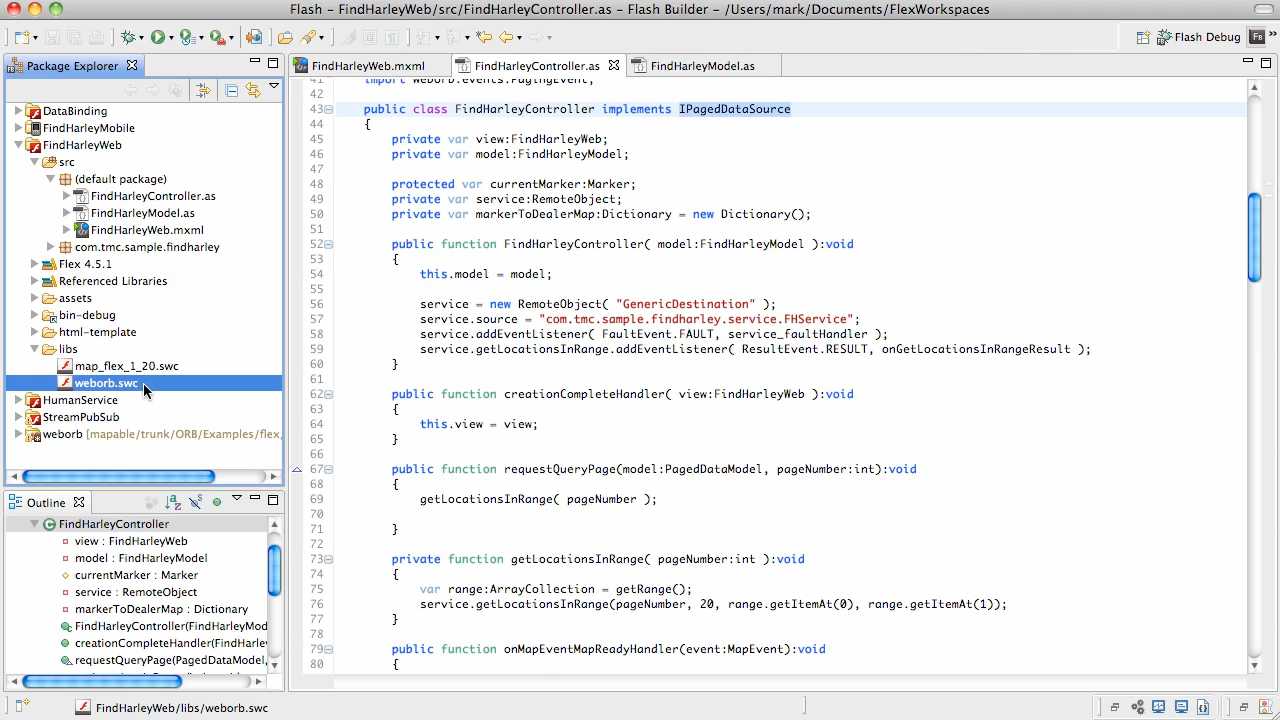 Flash - FindHarleyWeb/src/FindHarleyController.as - Flash Builder - /Users/mark/Documents/FlexWorkspaces
Flash Debug
Fb
Package Explorer
DataBinding
FindHarleyMobile
FindHarleyWeb
src
(default package)
FindHarleyController.as
FindHarleyModel.as
FindHarleyWeb.mxml
com.tmc.sample.findharley
Flex 4.5.1
Referenced Libraries
assets
bin-debug
html-template
libs
map_flex_1_20.swc
weborb.swc
HumanService
StreamPubSub
weborb [mapable/trunk/ORB/Examples/flex,
Outline
FindHarleyController
view : FindHarleyWeb
model : FindHarleyModel
currentMarker : Marker
service : RemoteObject
markerToDealerMap : Dictionary
FindHarleyController(FindHarleyMod
creationCompleteHandler(FindHarle
requestQueryPage(PagedDataModel,
FindHarleyWeb.mxml
FindHarleyController.as
FindHarleyModel.as
41 import weborb.events.PagingEvent;
42
43 public class FindHarleyController implements IPagedDataSource
44 {
45 private var view:FindHarleyWeb;
46 private var model:FindHarleyModel;
47
48 protected var currentMarker:Marker;
49 private var service:RemoteObject;
50 private var markerToDealerMap:Dictionary = new Dictionary();
51
52 public function FindHarleyController( model:FindHarleyModel ):void
53 {
54 this.model = model;
55
56 service = new RemoteObject( "GenericDestination" );
57 service.source = "com.tmc.sample.findharley.service.FHService";
58 service.addEventListener( FaultEvent.FAULT, service_faultHandler );
59 service.getLocationsInRange.addEventListener( ResultEvent.RESULT, onGetLocationsInRangeResult );
60 }
61
62 public function creationCompleteHandler( view:FindHarleyWeb ):void
63 {
64 this.view = view;
65 }
66
67 public function requestQueryPage(model:PagedDataModel, pageNumber:int):void
68 {
69 getLocationsInRange( pageNumber );
70
71 }
72
73 private function getLocationsInRange( pageNumber:int ):void
74 {
75 var range:ArrayCollection = getRange();
76 service.getLocationsInRange(pageNumber, 20, range.getItemAt(0), range.getItemAt(1));
77 }
78
79 public function onMapEventMapReadyHandler(event:MapEvent):void
80 {
FindHarleyWeb/libs/weborb.swc